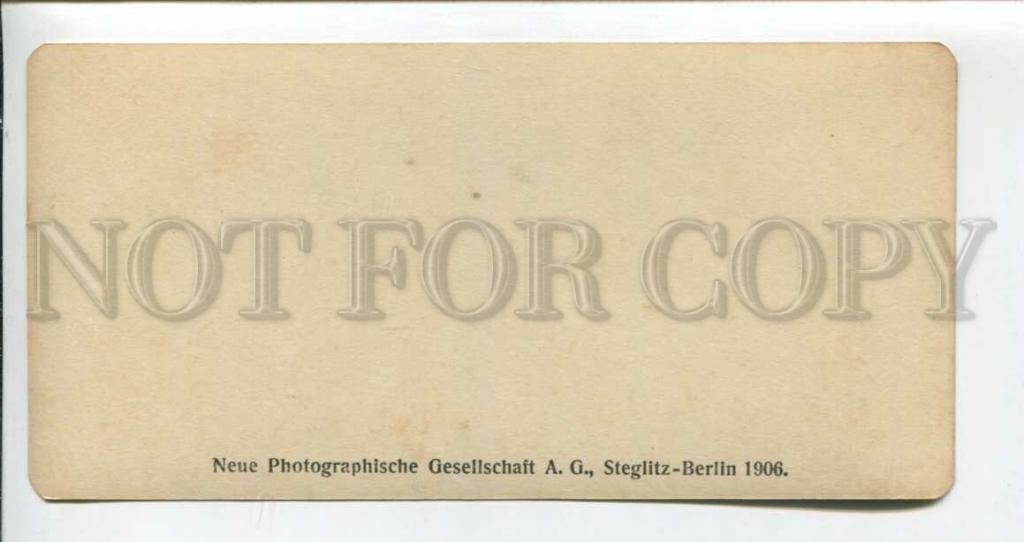 NOT FOR COPY
Neue Photographische Gesellschaft A. G., Steglitz-Berlin 1906.